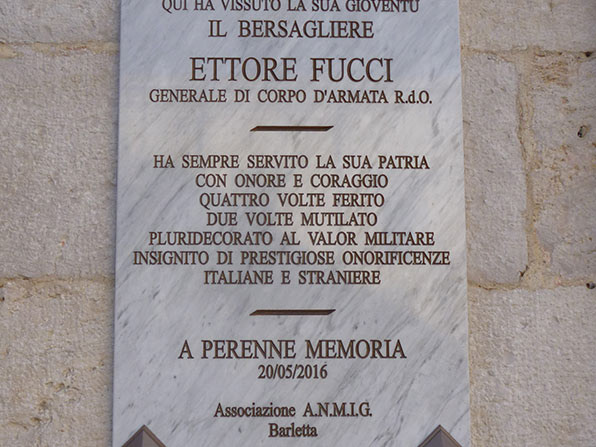 QUI HA VISSUTO LA SUA GIOVENTÙ
IL BERSAGLIERE
ETTORE FUCCI
GENERALE DI CORPO D'ARMATA R.d.O.
HA SEMPRE SERVITO LA SUA PATRIA
CON ONORE E CORAGGIO
QUATTRO VOLTE FERITO
DUE VOLTE MUTILATO
PLURIDECORATO AL VALOR MILITARE
INSIGNITO DI PRESTIGIOSE ONORIFICENZE
ITALIANE E STRANIERE
A PERENNE MEMORIA
20/05/2016
Associazione A.N.M.I.G.
Barletta